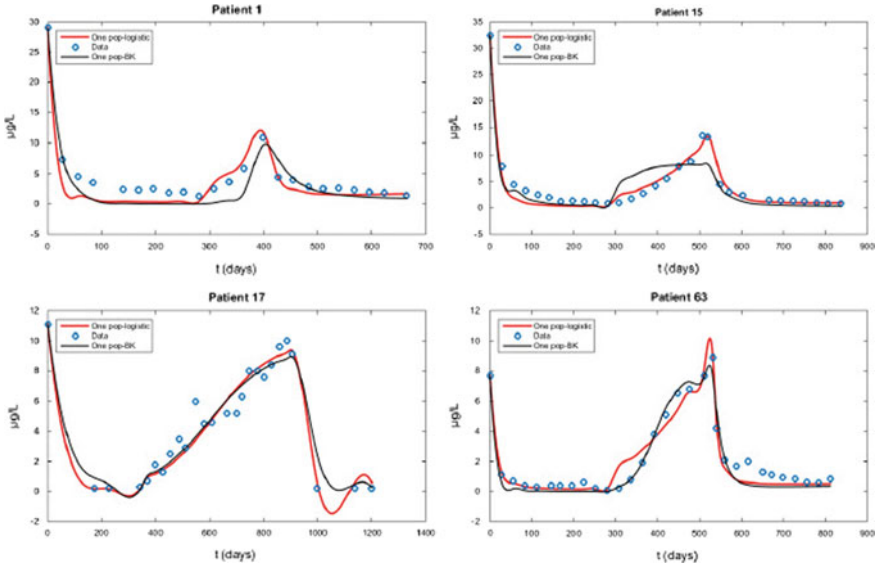 Patient 1
35
30
25
20
15
10
5
0
-5
µg/L
One pop-logistic
Data
One pop-BK
0 100 200 300 400 500 600 700
t (days)
Patient 15
35
30
25
20
15
10
5
0
-5
µg/L
One pop-logistic
Data
One pop-BK
0 100 200 300 400 500 600 700 800 900
t (days)
Patient 17
12
10
8
6
4
2
0
-2
µg/L
One pop-logistic
Data
One pop-BK
0 200 400 600 800 1000 1200 1400
t (days)
Patient 63
12
10
8
6
4
2
0
-2
µg/L
One pop-logistic
Data
One pop-BK
0 100 200 300 400 500 600 700 800 900
t (days)